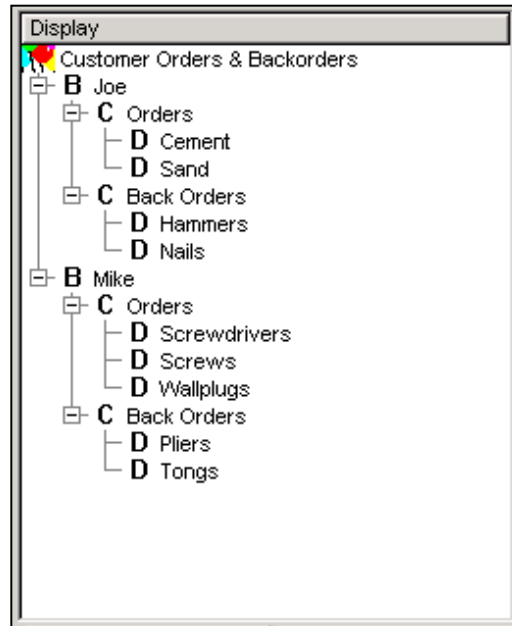 Display
Customer Orders & Backorders
B Joe
C Orders
D Cement
D Sand
C Back Orders
D Hammers
D Nails
B Mike
C Orders
D Screwdrivers
D Screws
D Wallplugs
C Back Orders
D Pliers
D Tongs